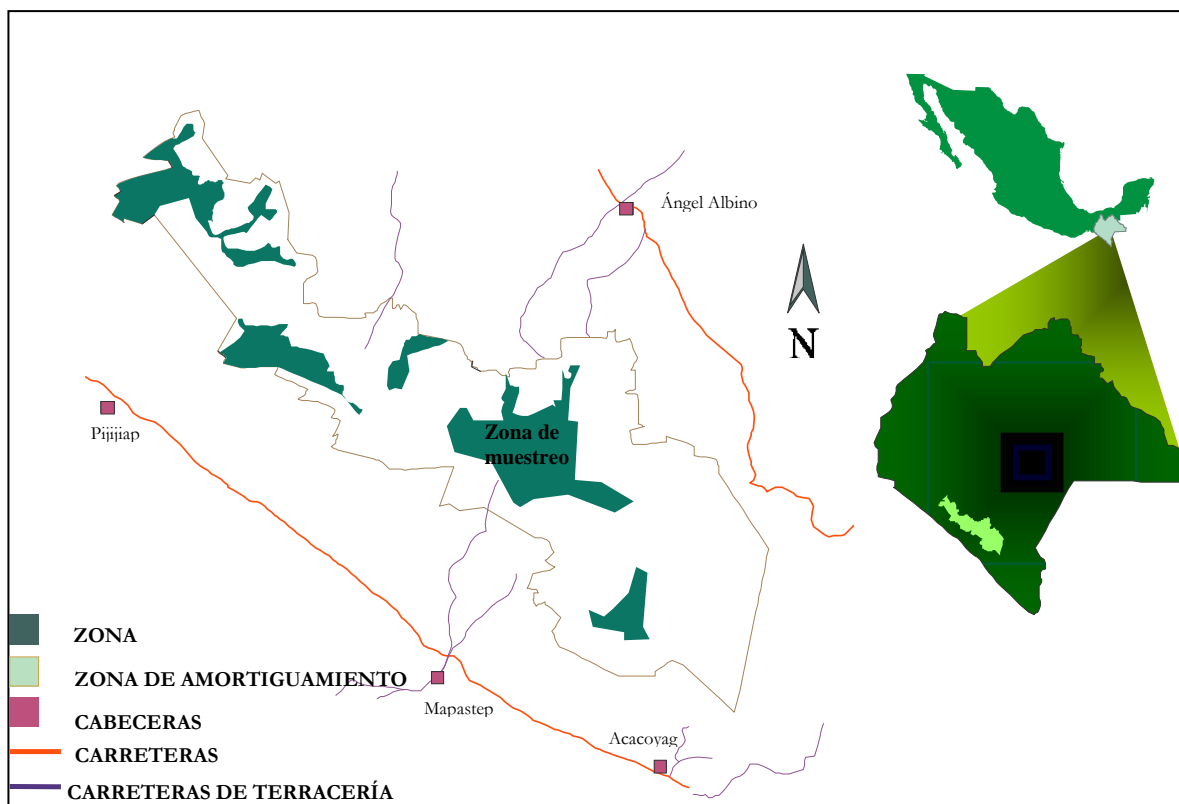 Ángel Albino
N
Pijijiap
Zona de
muestreo
Mapastep
Acacoyag
ZONA
ZONA DE AMORTIGUAMIENTO
CABECERAS
CARRETERAS
CARRETERAS DE TERRACERÍA